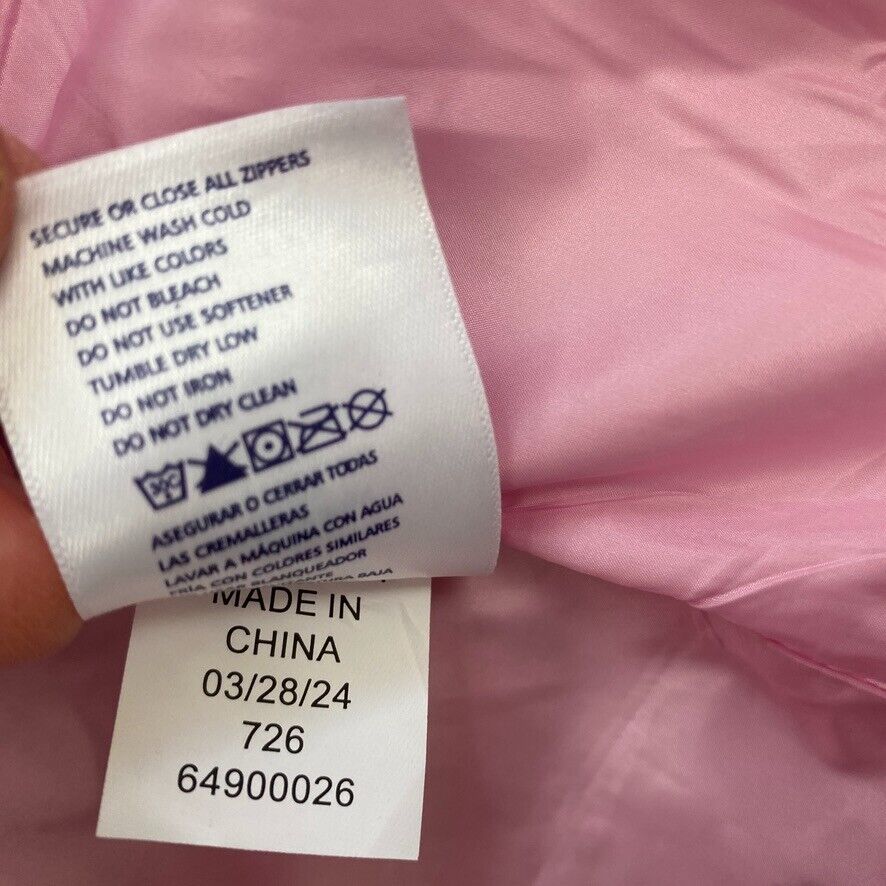 SECURE OR CLOSE ALL ZIPPERS
MACHINE WASH COLD
WITH LIKE COLORS
DO NOT BLEACH
DO NOT USE SOFTENER
TUMBLE DRY LOW
DO NOT IRON
DO NOT DRY CLEAN
ASEGURAR O CERRAR TODAS
LAS CREMALLERAS
LAVAR A MÁQUINA CON AGUA
FRÍA CON COLORES SIMILARES
BLANQUEADOR
BAJA
MADE IN
CHINA
03/28/24
726
64900026